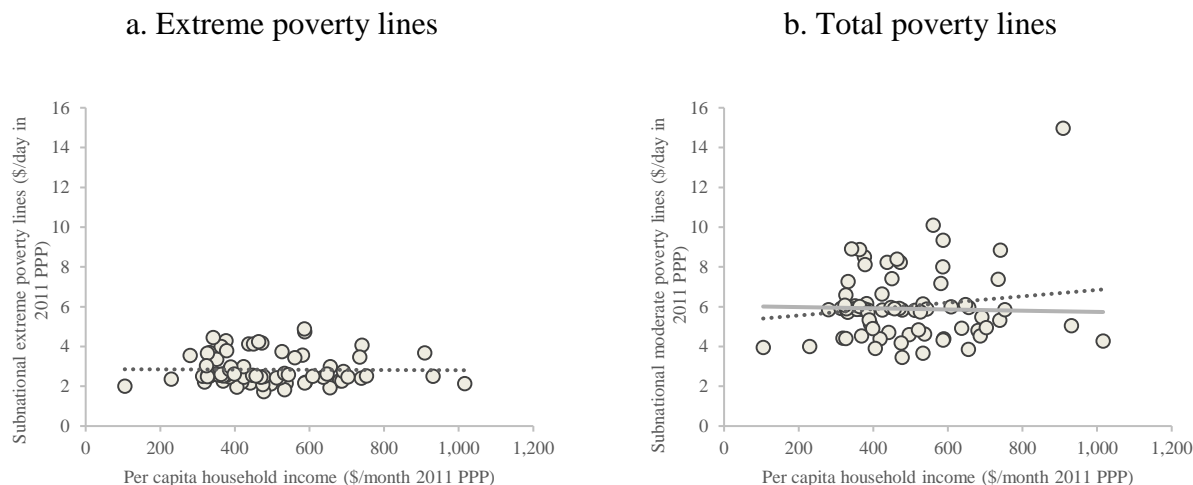 a. Extreme poverty lines
Subnational extreme poverty lines ($/day in
2011 PPP)
16
14
12
10
8
6
4
2
0
0 200 400 600 800 1,000 1,200
Per capita household income ($/month 2011 PPP)
b. Total poverty lines
Subnational moderate poverty lines ($/day in
2011 PPP)
16
14
12
10
8
6
4
2
0
0 200 400 600 800 1,000 1,200
Per capita household income ($/month 2011 PPP)